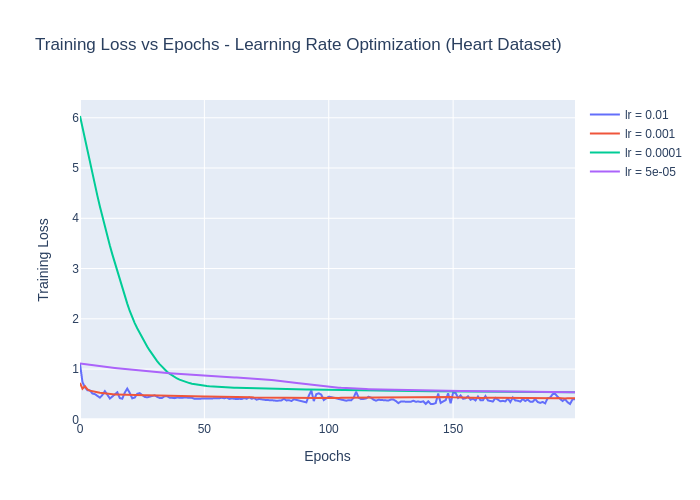 Training Loss vs Epochs - Learning Rate Optimization (Heart Dataset)
lr = 0.01
lr = 0.001
lr = 0.0001
lr = 5e-05
6
5
4
3
2
1
0
Training Loss
0 50 100 150
Epochs